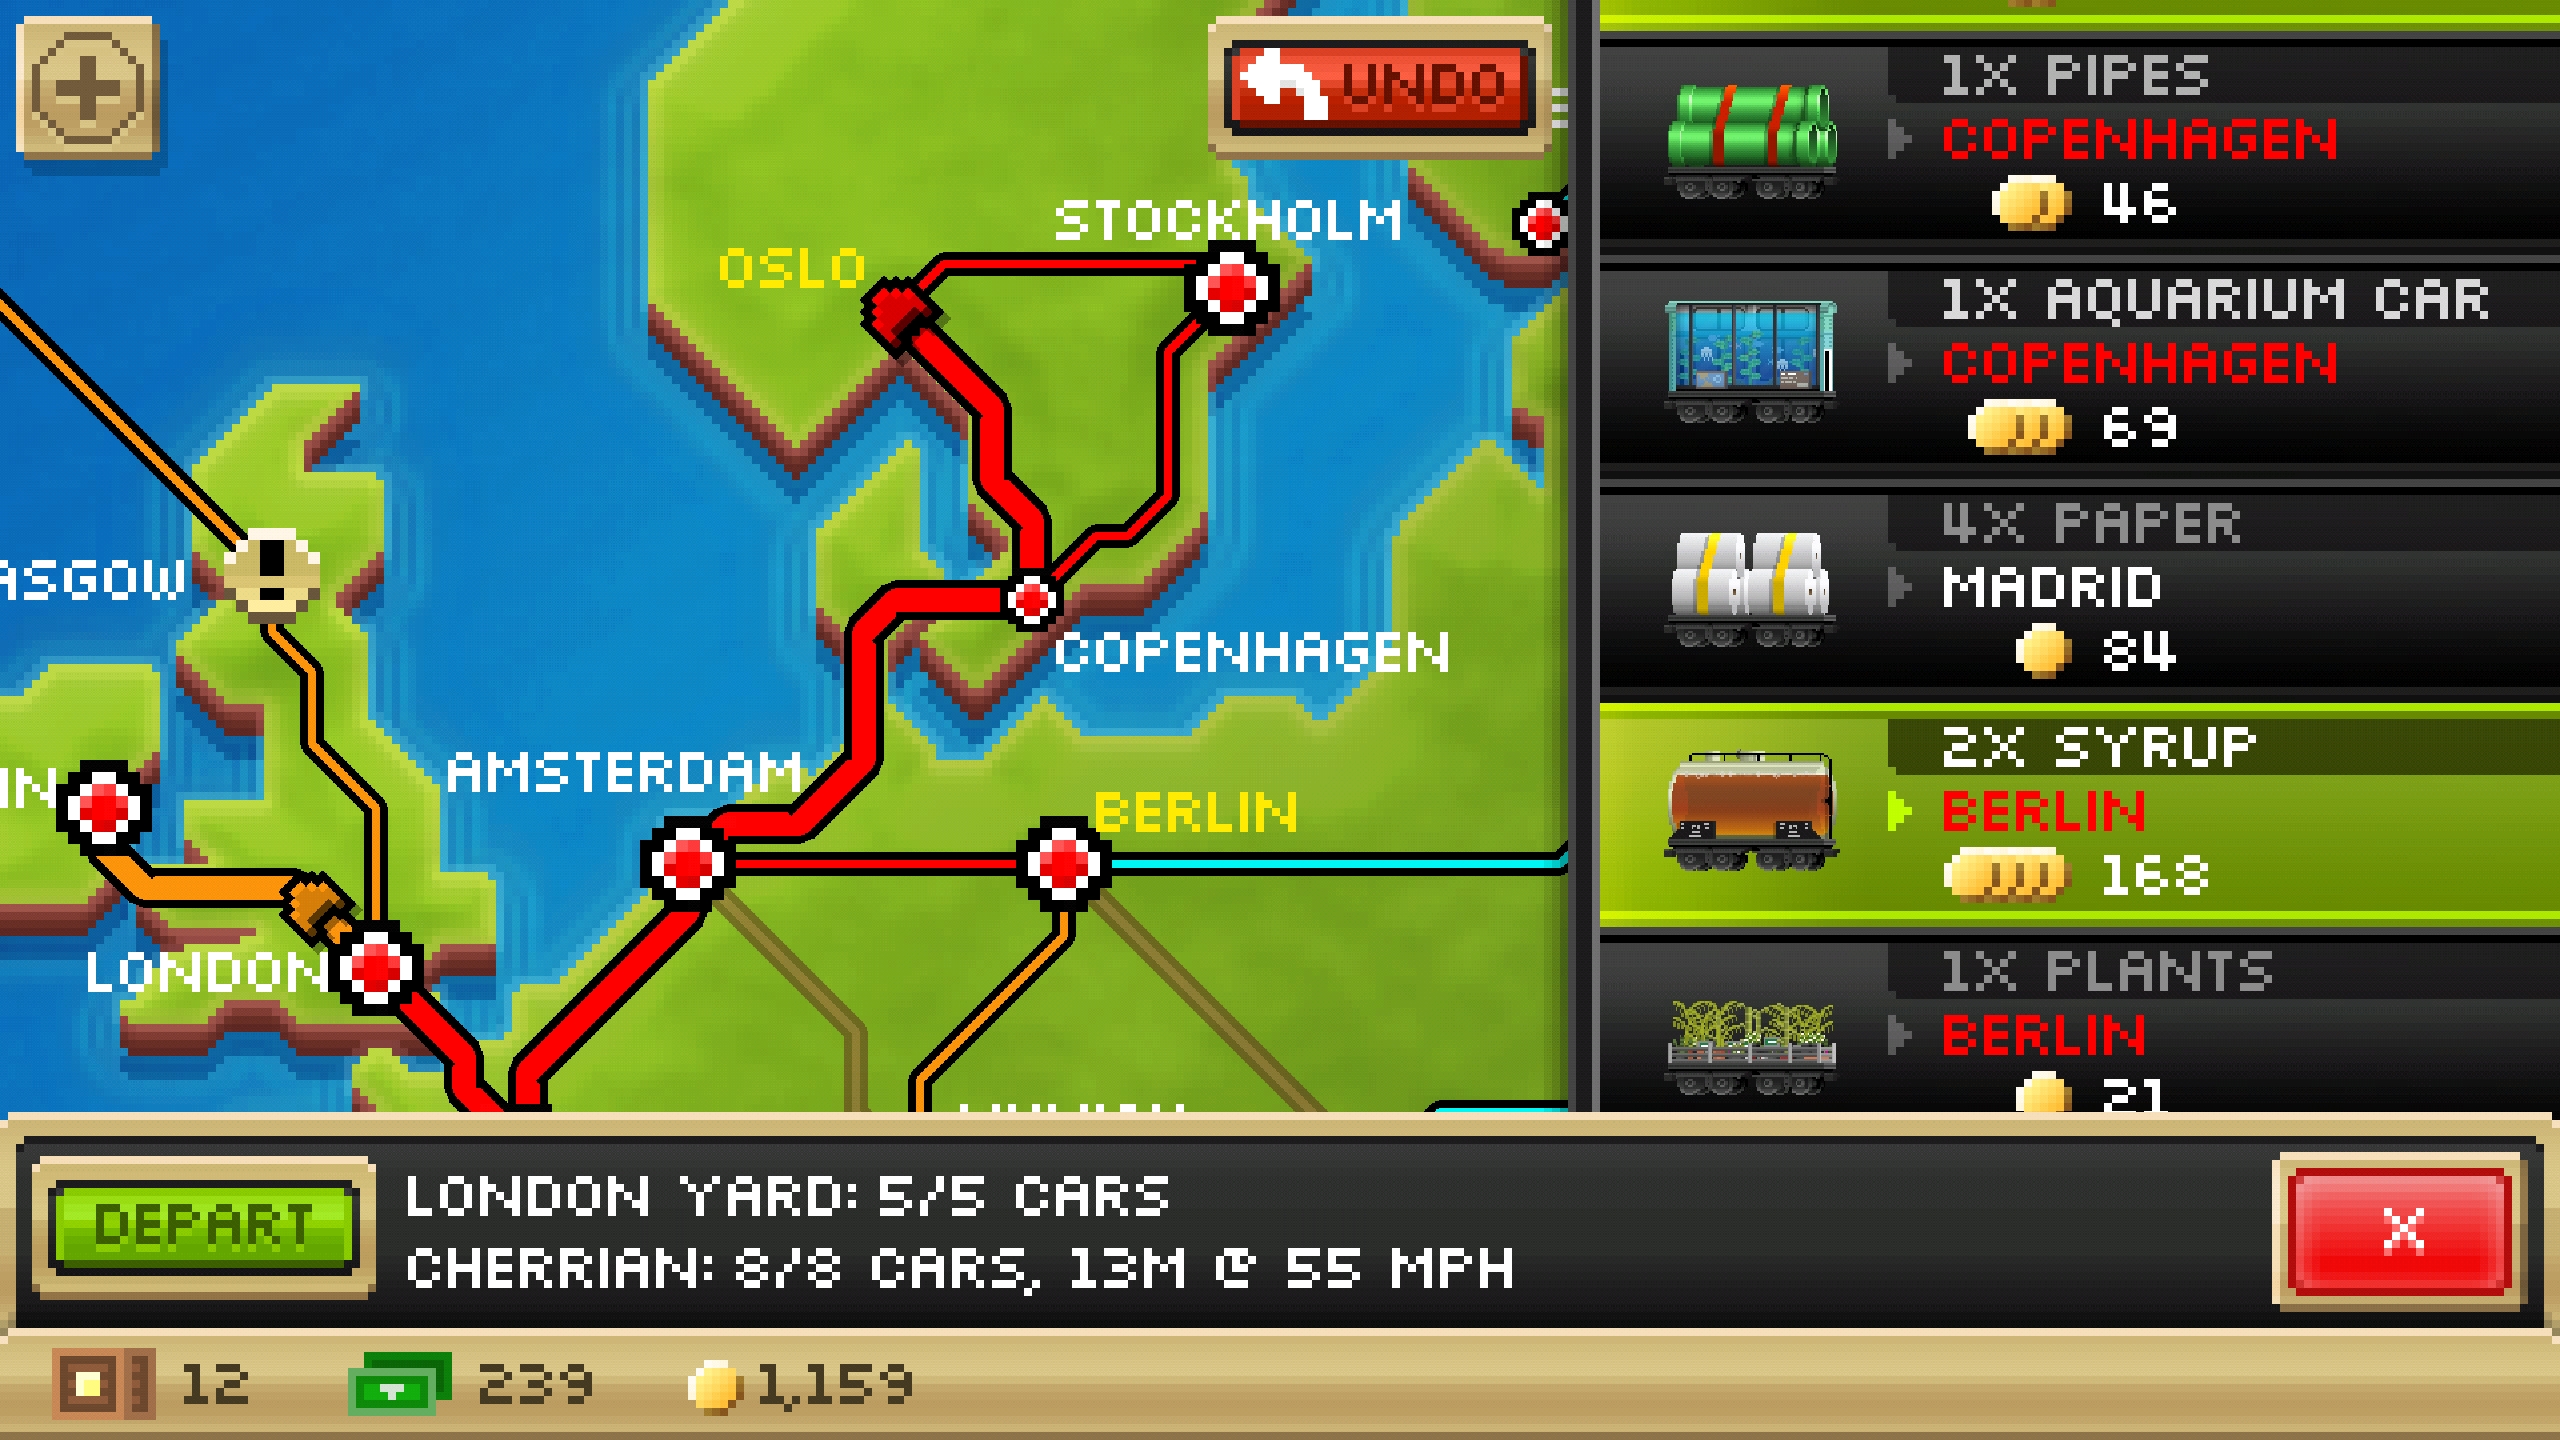 UNDO
STOCKHOLM
OSLO
ASGOW
COPENHAGEN
AMSTERDAM
IN
BERLIN
LONDON
1X PIPES
COPENHAGEN
46
1X AQUARIUM CAR
COPENHAGEN
69
4X PAPER
MADRID
84
2X SYRUP
BERLIN
168
1X PLANTS
BERLIN
21
DEPART
LONDON YARD: 5/5 CARS
CHERRIAN: 8/8 CARS, 13M @ 55 MPH
X
12
239
1,159